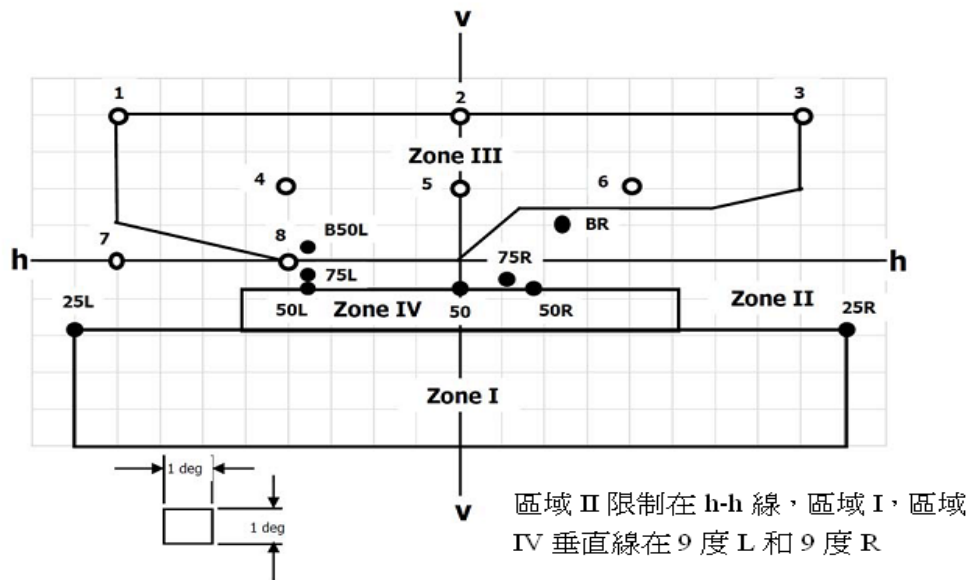 v
1 2 3
Zone III
4 5 6
B50L BR
7 8
h 75R h
75L
25L 50L Zone IV 50 50R Zone II 25R
Zone I
1 deg
1 deg
v
區域 II 限制在 h-h 線，區域 I，區域
IV 垂直線在 9 度 L 和 9 度 R